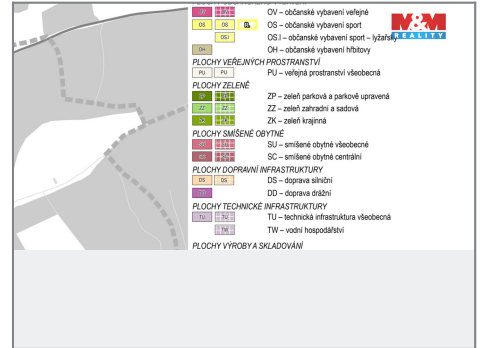 OV – občanské vybavení veřejné
OS OS OS – občanské vybavení sport
OS.l OS.l – občanské vybavení sport – lyžařský
OH OH – občanské vybavení hřbitovy
PLOCHY VEŘEJNÝCH PROSTRANSTVÍ
PU PU PU – veřejná prostranství všeobecná
PLOCHY ZELENĚ
ZP – zeleň parková a parkově upravená
ZZ ZZ ZZ – zeleň zahradní a sadová
ZK – zeleň krajinná
PLOCHY SMÍŠENÉ OBYTNÉ
SU SU – smíšené obytné všeobecné
SC – smíšené obytné centrální
PLOCHY DOPRAVNÍ INFRASTRUKTURY
DS DS DS – doprava silniční
DD – doprava drážní
PLOCHY TECHNICKÉ INFRASTRUKTURY
TU TU TU – technická infrastruktura všeobecná
TW TW – vodní hospodářství
PLOCHY VÝROBY A SKLADOVÁNÍ
M&M
REALITY